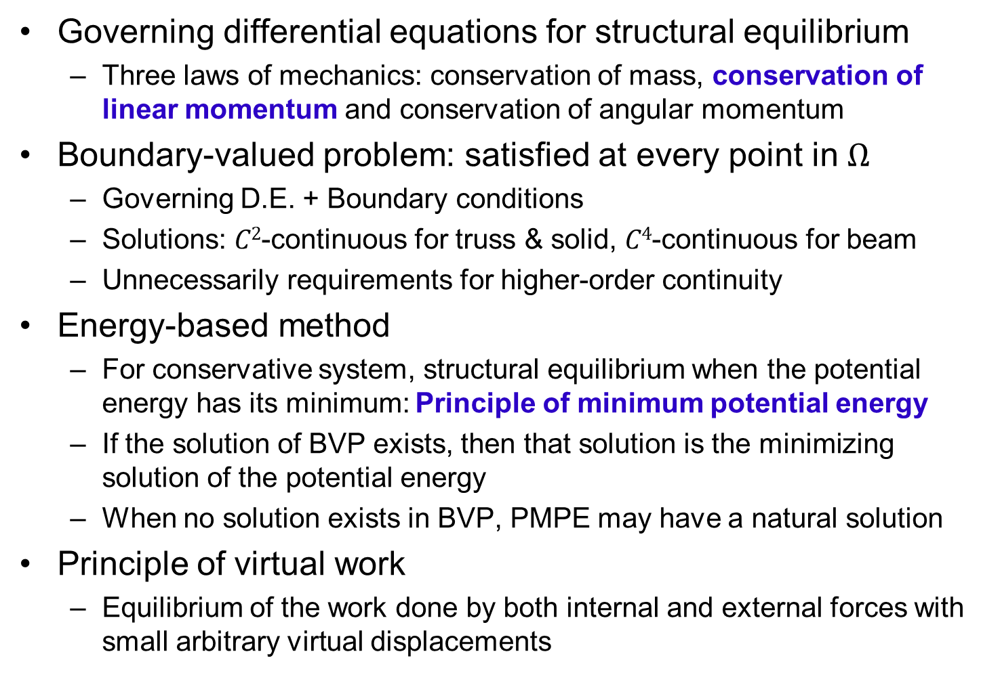 • Governing differential equations for structural equilibrium
– Three laws of mechanics: conservation of mass, conservation of
linear momentum and conservation of angular momentum
• Boundary-valued problem: satisfied at every point in Ω
– Governing D.E. + Boundary conditions
– Solutions: C²-continuous for truss & solid, C⁴-continuous for beam
– Unnecessarily requirements for higher-order continuity
• Energy-based method
– For conservative system, structural equilibrium when the potential
energy has its minimum: Principle of minimum potential energy
– If the solution of BVP exists, then that solution is the minimizing
solution of the potential energy
– When no solution exists in BVP, PMPE may have a natural solution
• Principle of virtual work
– Equilibrium of the work done by both internal and external forces with
small arbitrary virtual displacements